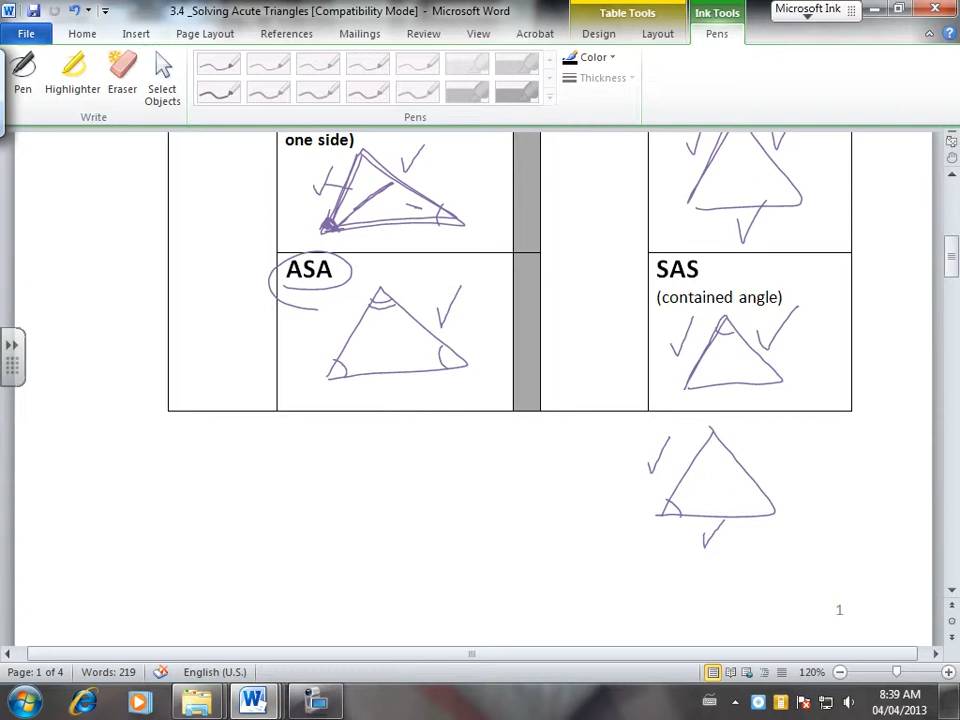 3.4 _Solving Acute Triangles [Compatibility Mode] - Microsoft Word
Table Tools
Ink Tools
Microsoft Ink
File
Home
Insert
Page Layout
References
Mailings
Review
View
Acrobat
Design
Layout
Pens
Pen
Highlighter
Eraser
Select
Objects
Color
Thickness
Write
Pens
one side)
ASA
SAS
(contained angle)
1
Page: 1 of 4
Words: 219
English (U.S.)
120%
8:39 AM
04/04/2013